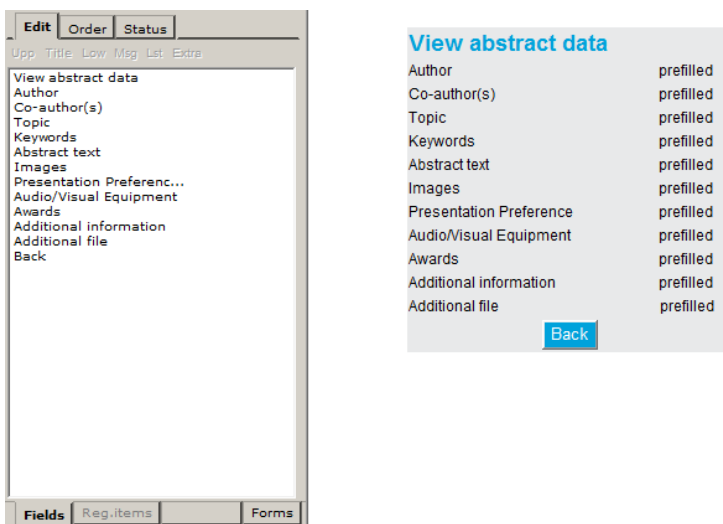 Edit Order Status
Upp Title Low Msg Lst Extra
View abstract data
Author
Co-author(s)
Topic
Keywords
Abstract text
Images
Presentation Preferenc...
Audio/Visual Equipment
Awards
Additional information
Additional file
Back
Fields Reg.items Forms
View abstract data
Author prefilled
Co-author(s) prefilled
Topic prefilled
Keywords prefilled
Abstract text prefilled
Images prefilled
Presentation Preference prefilled
Audio/Visual Equipment prefilled
Awards prefilled
Additional information prefilled
Additional file prefilled
Back